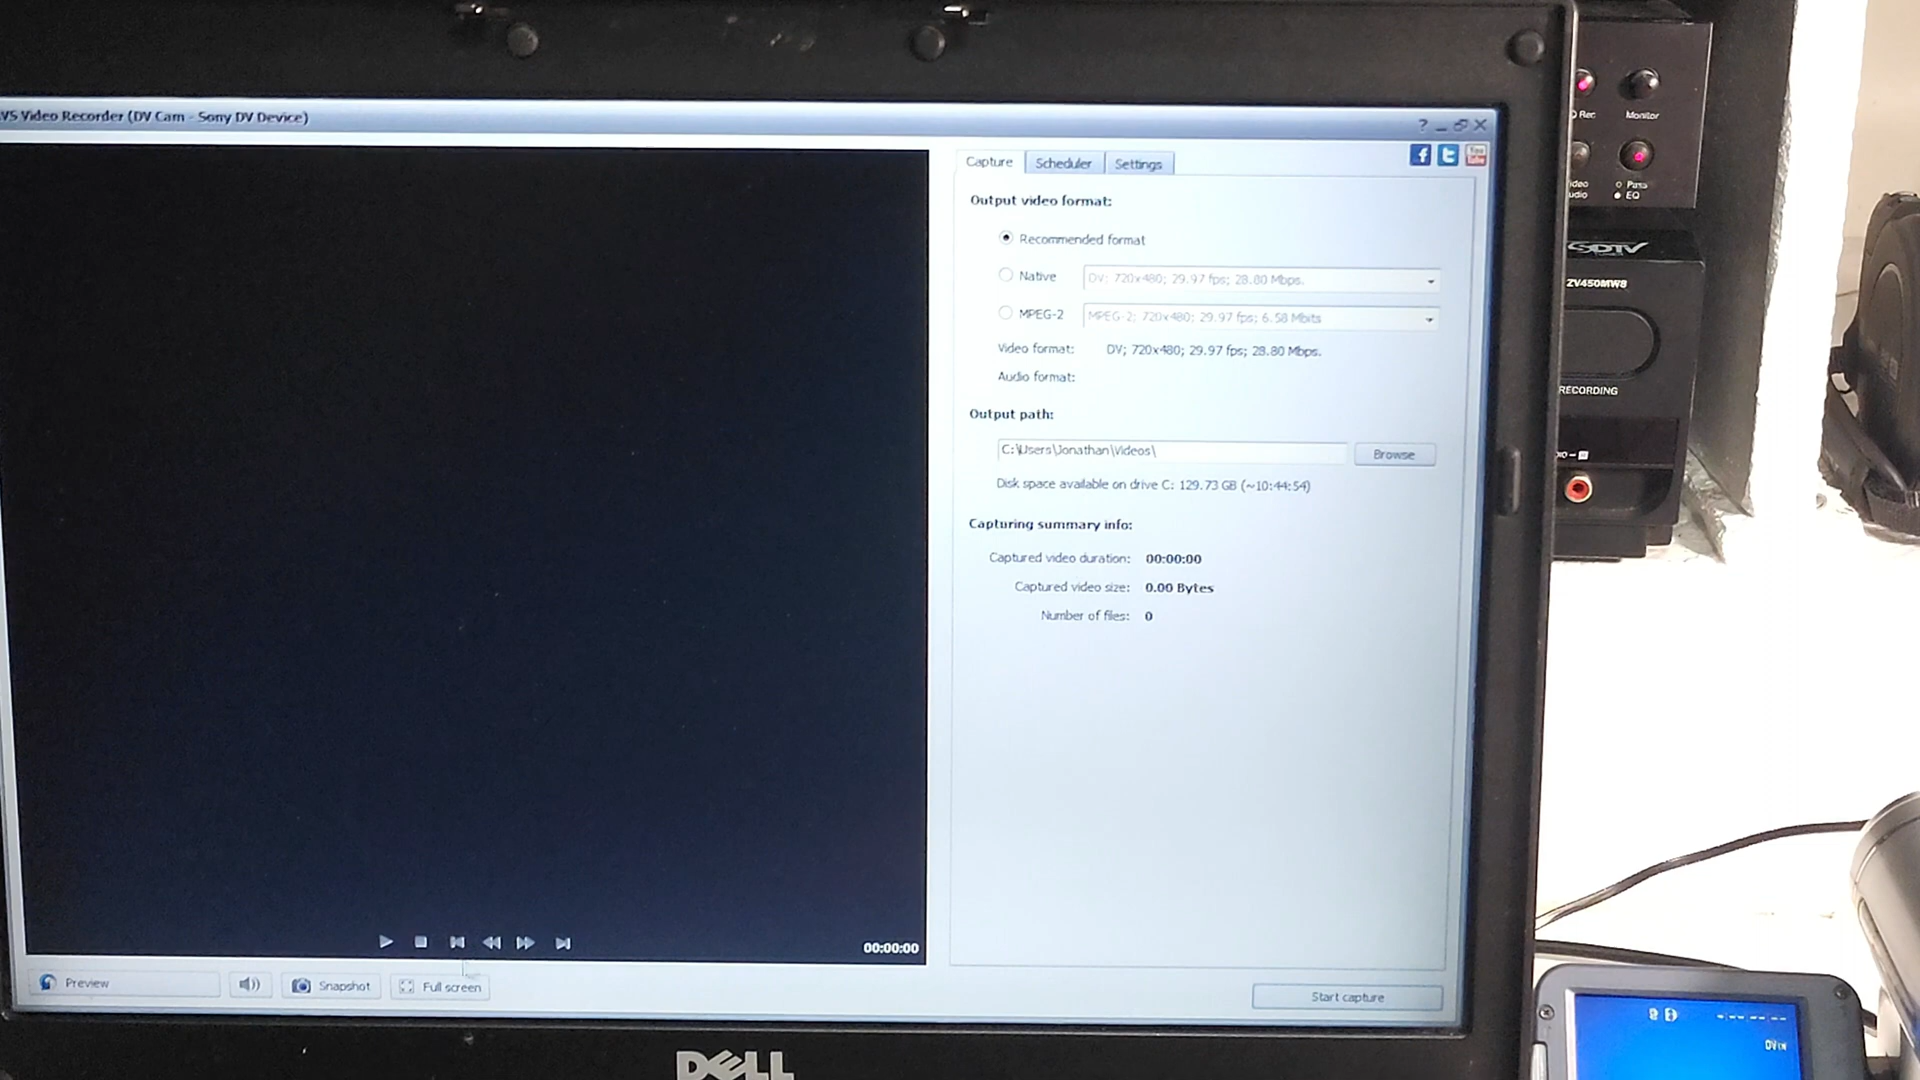 VS Video Recorder (DV Cam - Sony DV Device)
Capture
Scheduler
Settings
Output video format:
Recommended format
Native
DV; 720x480; 29.97 fps; 28.80 Mbps.
MPEG-2
MPEG-2; 720x480; 29.97 fps; 6.58 Mbits
Video format:
DV; 720x480; 29.97 fps; 28.80 Mbps.
Audio format:
Output path:
C:\Users\Jonathan\Videos\
Browse
Disk space available on drive C: 129.73 GB (~10:44:54)
Capturing summary info:
Captured video duration: 00:00:00
Captured video size: 0.00 Bytes
Number of files: 0
00:00:00
Preview
Snapshot
Full screen
Start capture
DELL
Rec
Monitor
Pass
EQ
SDTV
ZV450MW8
RECORDING
DV IN